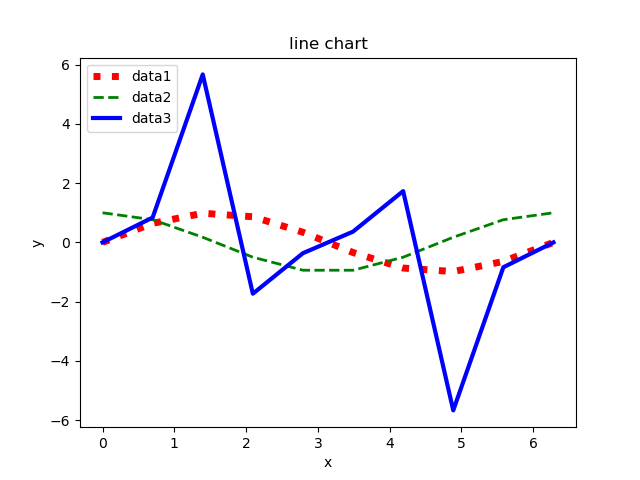 line chart
data1
data2
data3
6
4
2
0
−2
−4
−6
y
0 1 2 3 4 5 6
x